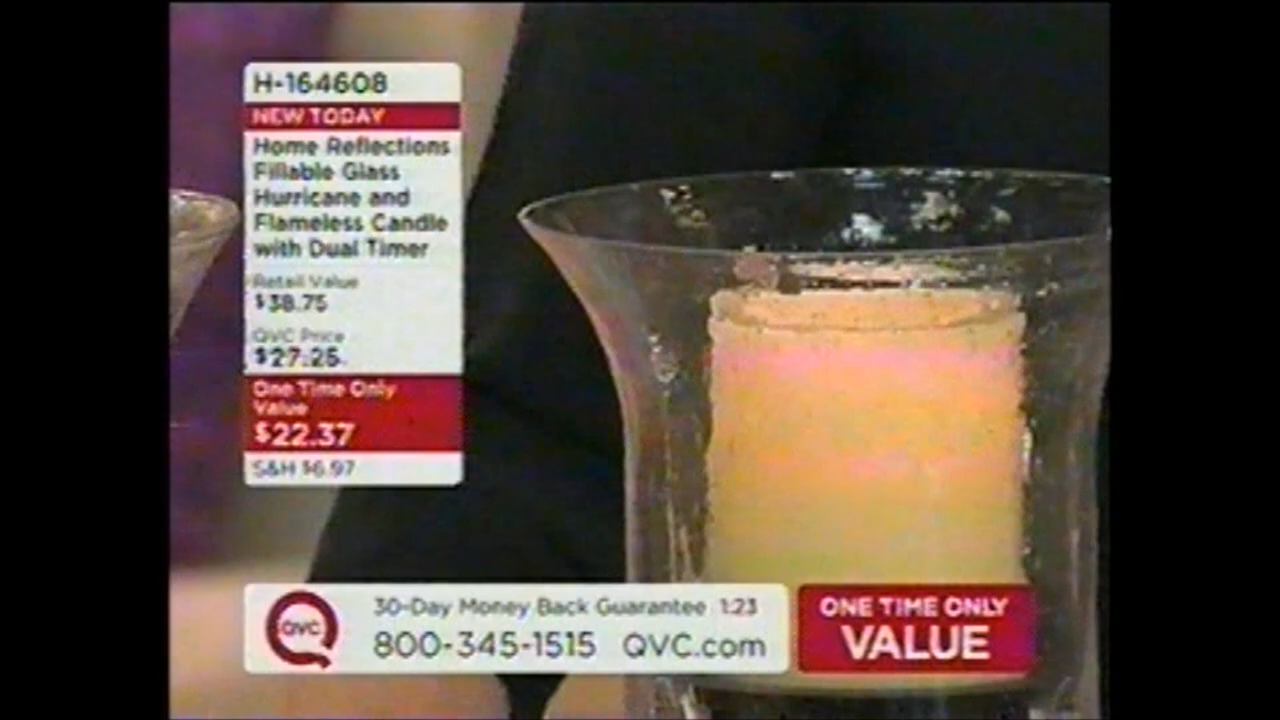 H-164608
NEW TODAY
Home Reflections
Fillable Glass
Hurricane and
Flameless Candle
with Dual Timer
Retail Value
$38.75
QVC Price
$27.25
One Time Only
Value
$22.37
S&H $6.97
QVC
30-Day Money Back Guarantee 1:23
800-345-1515 QVC.com
ONE TIME ONLY
VALUE